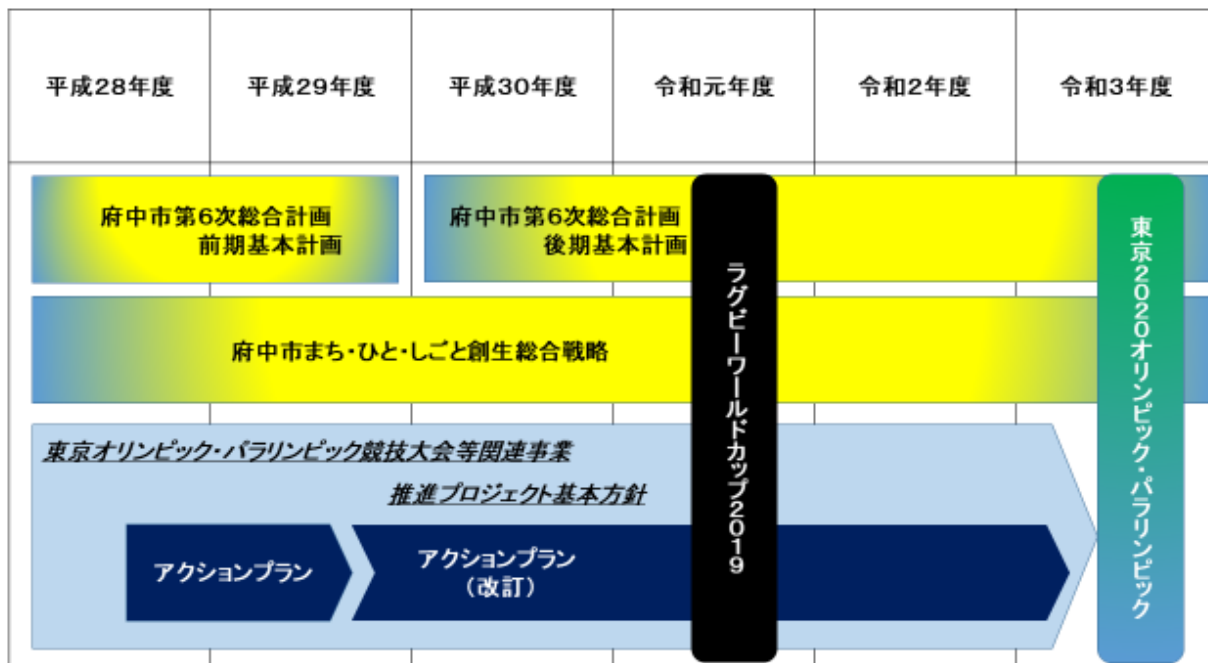 平成28年度
平成29年度
平成30年度
令和元年度
令和2年度
令和3年度
府中市第6次総合計画
前期基本計画
府中市第6次総合計画
後期基本計画
府中市まち・ひと・しごと創生総合戦略
東京オリンピック・パラリンピック競技大会等関連事業
推進プロジェクト基本方針
アクションプラン
アクションプラン
（改訂）
ラグビーワールドカップ2019
東京2020オリンピック・パラリンピック